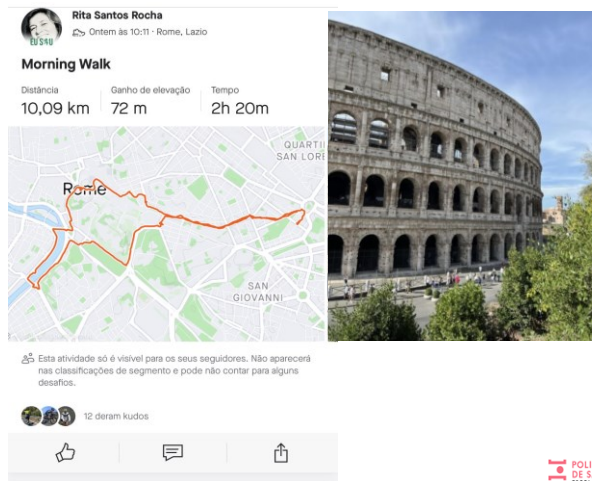 Rita Santos Rocha
EU S4U
Ontem às 10:11 · Rome, Lazio
Morning Walk
Distância
10,09 km
Ganho de elevação
72 m
Tempo
2h 20m
QUARTI
SAN LORE
Rome
SAN
GIOVANNI
Esta atividade só é visível para os seus seguidores. Não aparecerá
nas classificações de segmento e pode não contar para alguns
desafios.
12 deram kudos
POLI
DE S